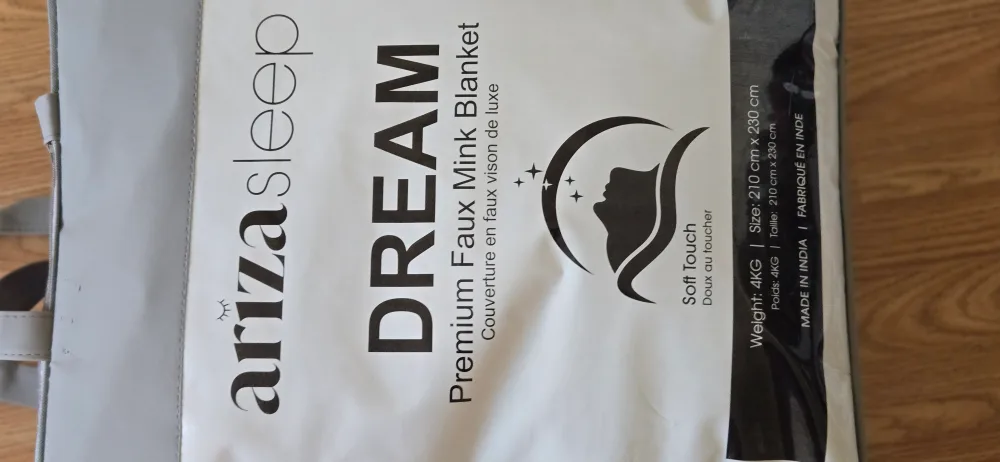 arızasleep
DREAM
Premium Faux Mink Blanket
Couverture en faux vison de luxe
Soft Touch
Doux au toucher
Weight: 4KG | Size: 210 cm x 230 cm
Poids: 4KG | Taille: 210 cm x 230 cm
MADE IN INDIA | FABRIQUÉ EN INDE